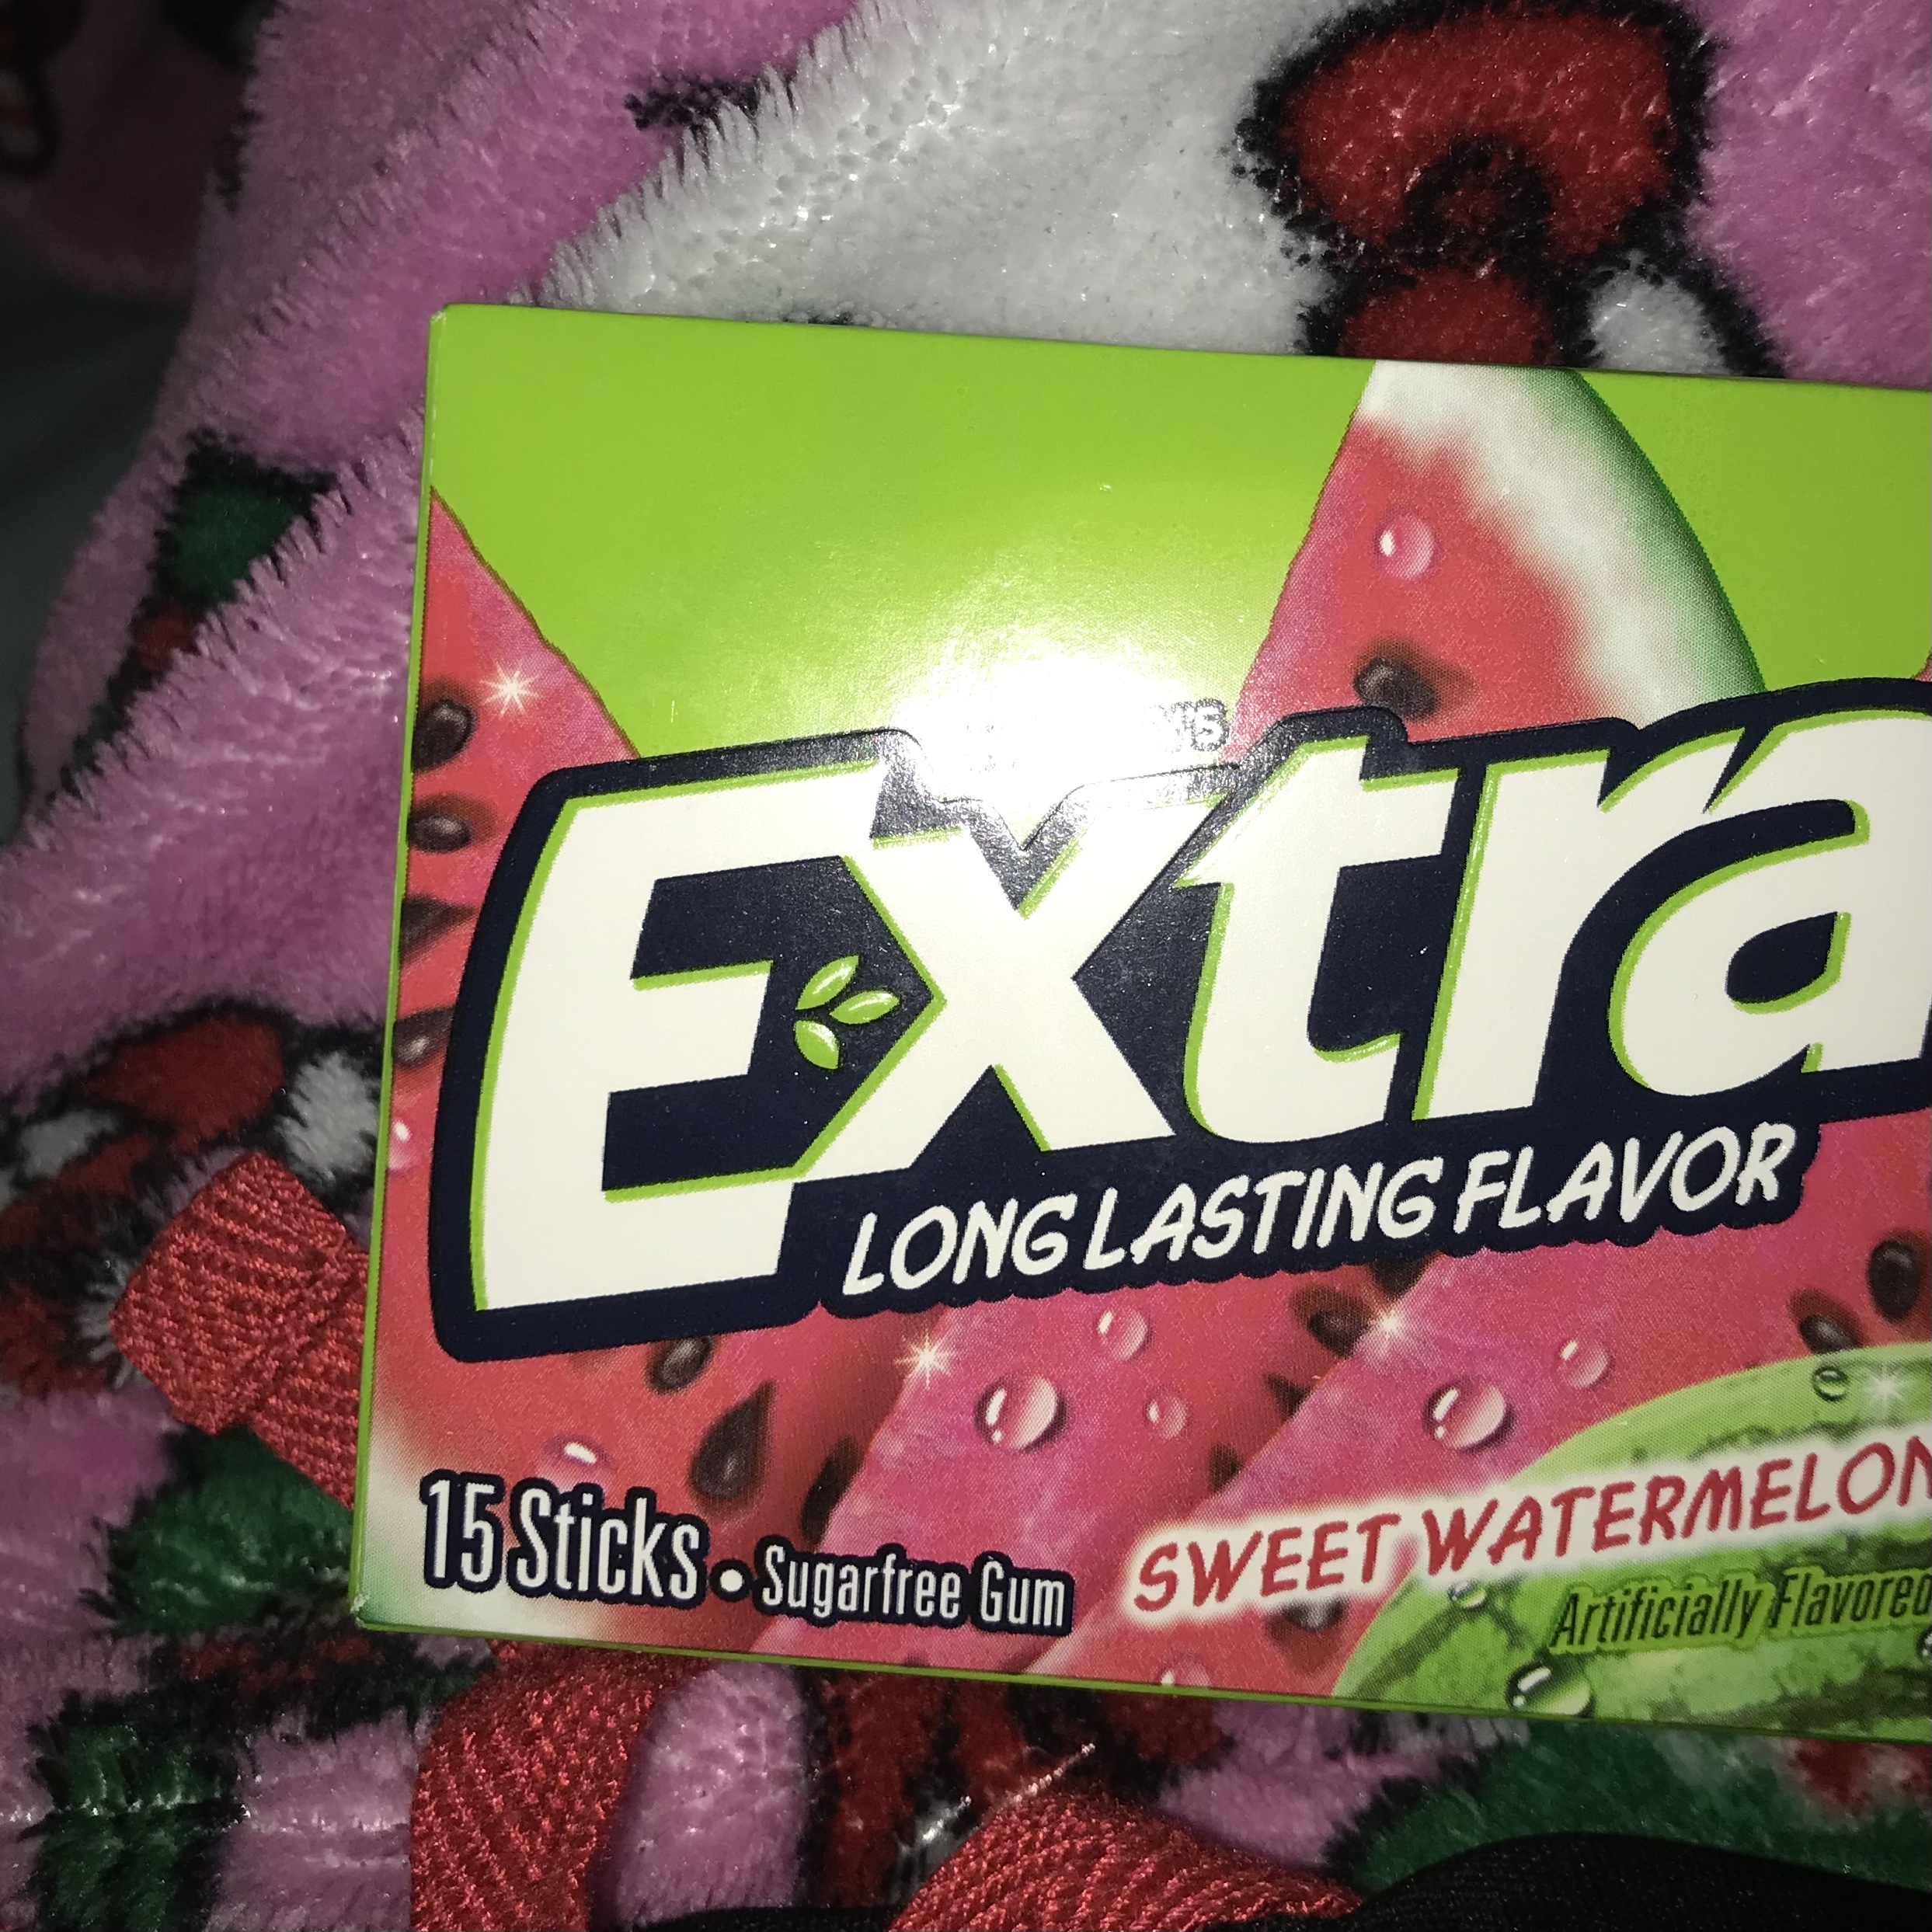 Extra
LONG LASTING FLAVOR
15 Sticks • Sugarfree Gum
SWEET WATERMELON
Artificially Flavored